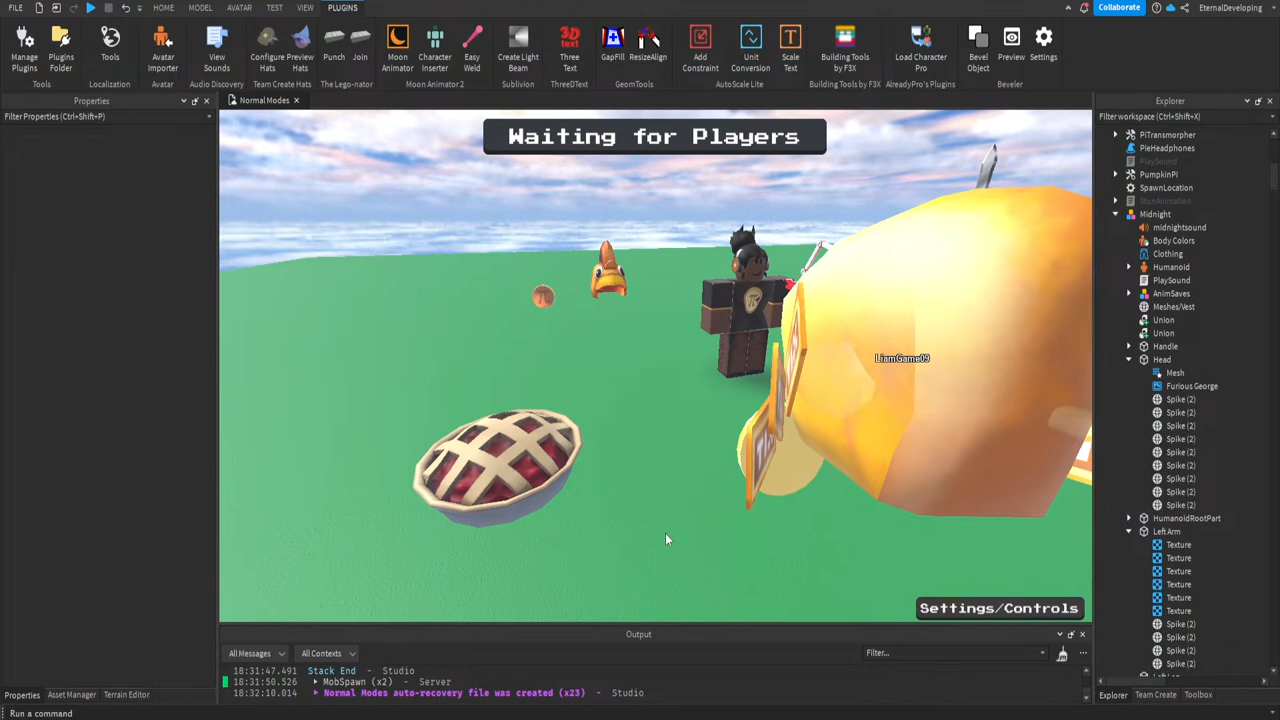 FILE HOME MODEL AVATAR TEST VIEW PLUGINS Collaborate EternalDeveloping
Manage Plugins
Plugins Folder
Tools
Avatar Importer
View Sounds
Configure Hats
Preview Hats
Punch
Join
Moon Animator
Character Inserter
Easy Weld
Create Light Beam
3D TEXT
Three Text
GapFill
ResizeAlign
Add Constraint
Unit Conversion
Scale Text
Building Tools by F3X
Load Character Pro
Bevel Object
Preview
Settings
Tools Localization Avatar Audio Discovery Team Create Hats The Lego-nator Moon Animator 2 Sublivion ThreeDText GeomTools AutoScale Lite Building Tools by F3X AlreadyPro's Plugins Beveler
Properties
Filter Properties (Ctrl+Shift+P)
Normal Modes
Waiting for Players
LiamGame09
Settings/Controls
Explorer
Filter workspace (Ctrl+Shift+X)
PiTransmorpher
PieHeadphones
PlaySound
PumpkinPi
SpawnLocation
StunAnimation
Midnight
midnightsound
Body Colors
Clothing
Humanoid
PlaySound
AnimSaves
Meshes/Vest
Union
Union
Handle
Head
Mesh
Furious George
Spike (2)
Spike (2)
Spike (2)
Spike (2)
Spike (2)
Spike (2)
Spike (2)
Spike (2)
Spike (2)
HumanoidRootPart
Left Arm
Texture
Texture
Texture
Texture
Texture
Texture
Spike (2)
Spike (2)
Spike (2)
Spike (2)
Output
All Messages All Contexts Filter...
18:31:47.491 Stack End - Studio
18:31:50.526 MobSpawn (x2) - Server
18:32:10.014 Normal Modes auto-recovery file was created (x23) - Studio
Properties Asset Manager Terrain Editor
Explorer Team Create Toolbox
Run a command